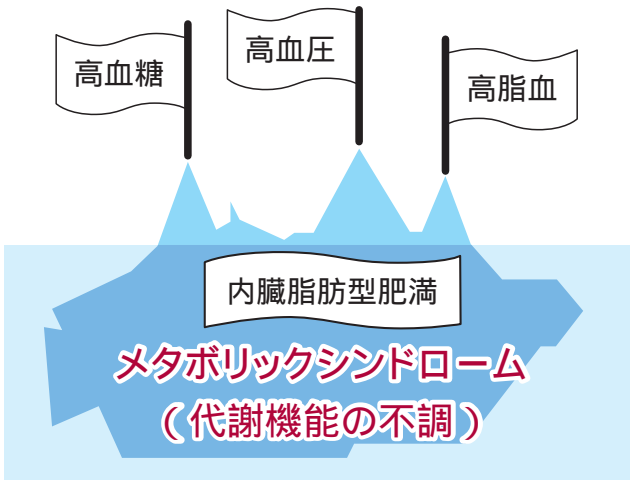 高血糖
高血圧
高脂血
内臓脂肪型肥満
メタボリックシンドローム
(代謝機能の不調)